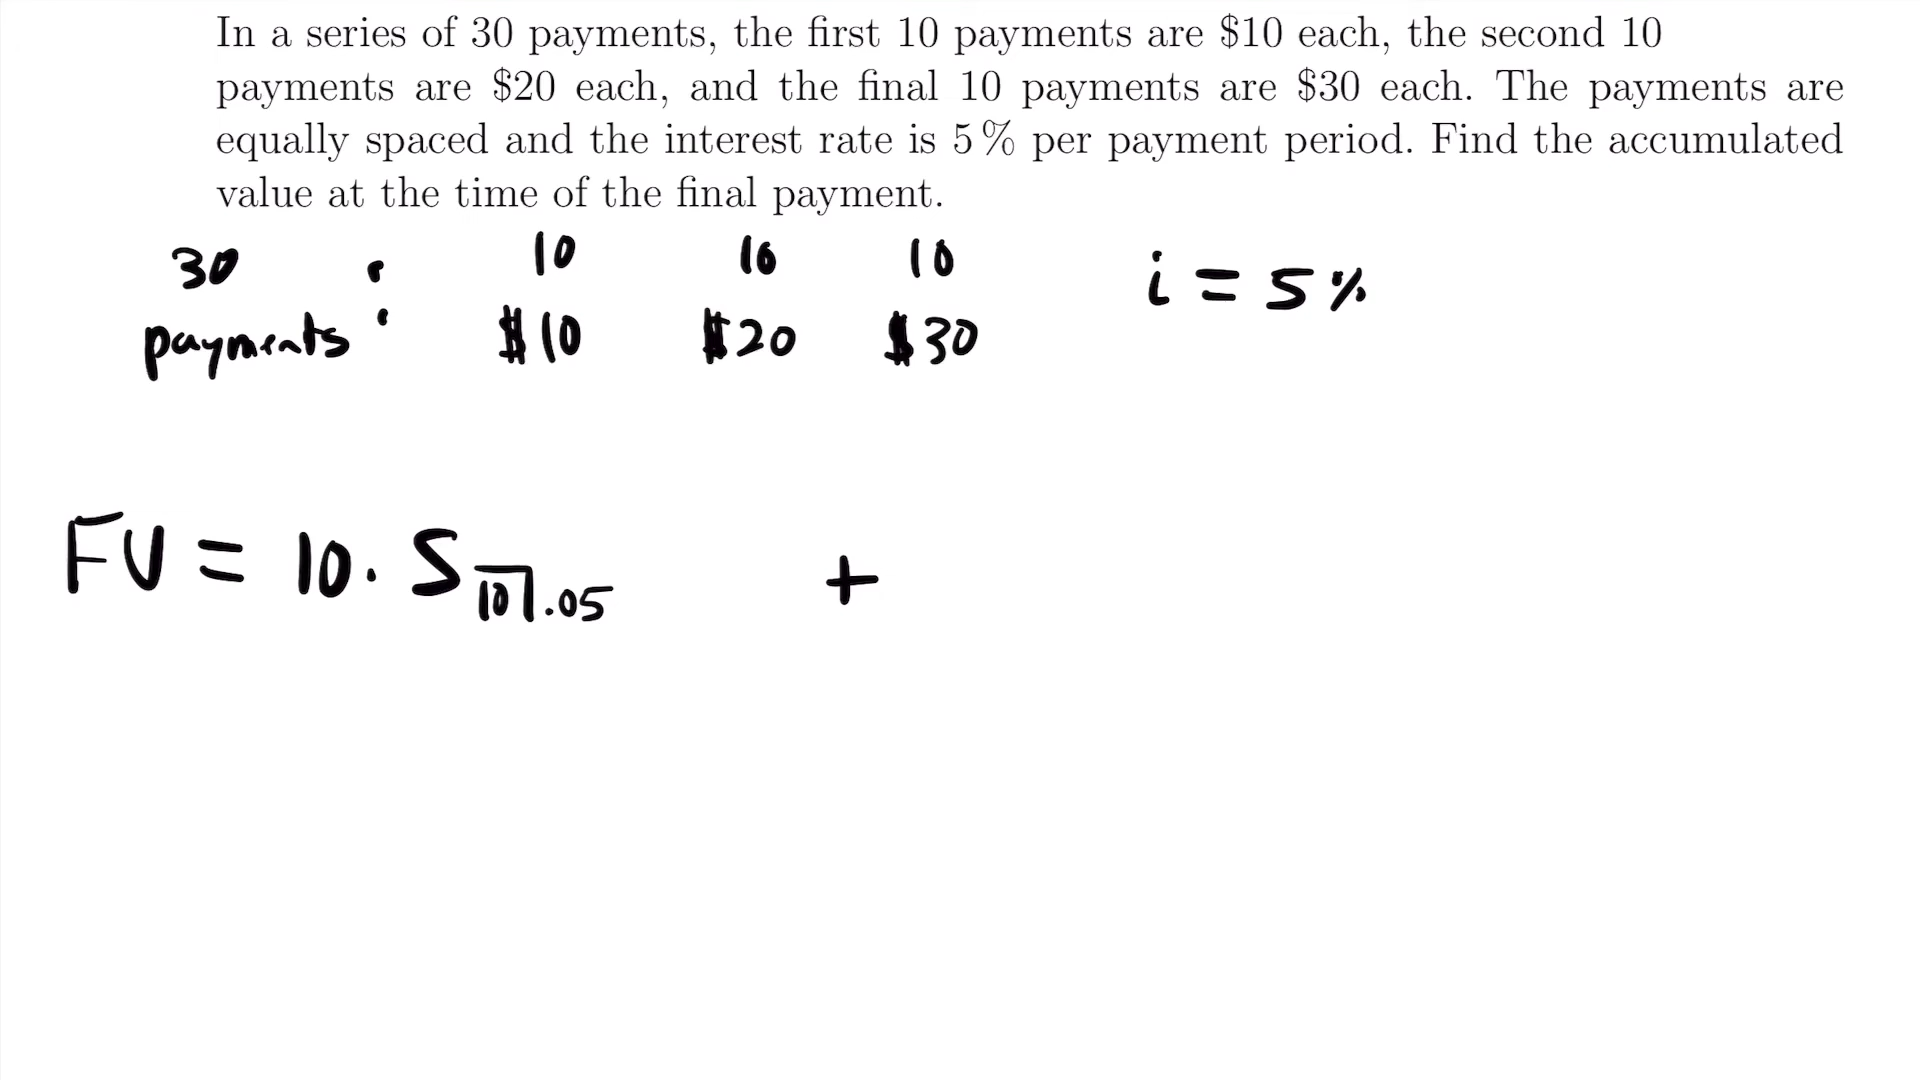 In a series of 30 payments, the first 10 payments are $10 each, the second 10
payments are $20 each, and the final 10 payments are $30 each. The payments are
equally spaced and the interest rate is 5% per payment period. Find the accumulated
value at the time of the final payment.
30 payments : 10 $10 10 $20 10 $30 i = 5%
FV = 10 · S 10⌉.05 +